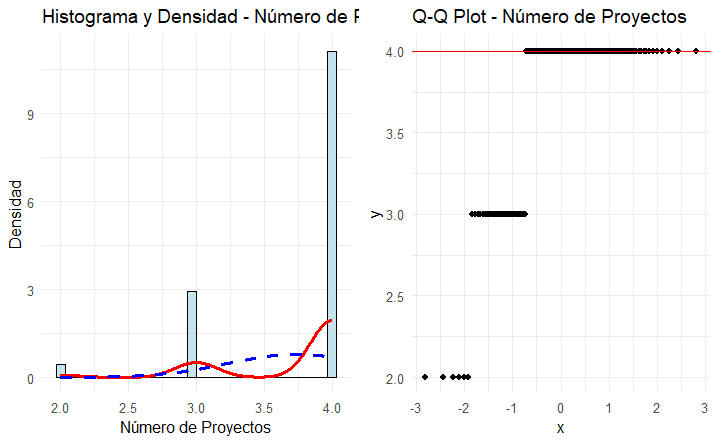 Histograma y Densidad - Número de P
Densidad
9
6
3
0
2.0 2.5 3.0 3.5 4.0
Número de Proyectos
Q-Q Plot - Número de Proyectos
y
4.0
3.5
3.0
2.5
2.0
-3 -2 -1 0 1 2 3
x